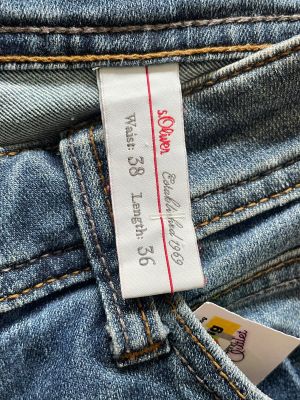 s.Oliver
Established 1969
Waist: 38 Length: 36